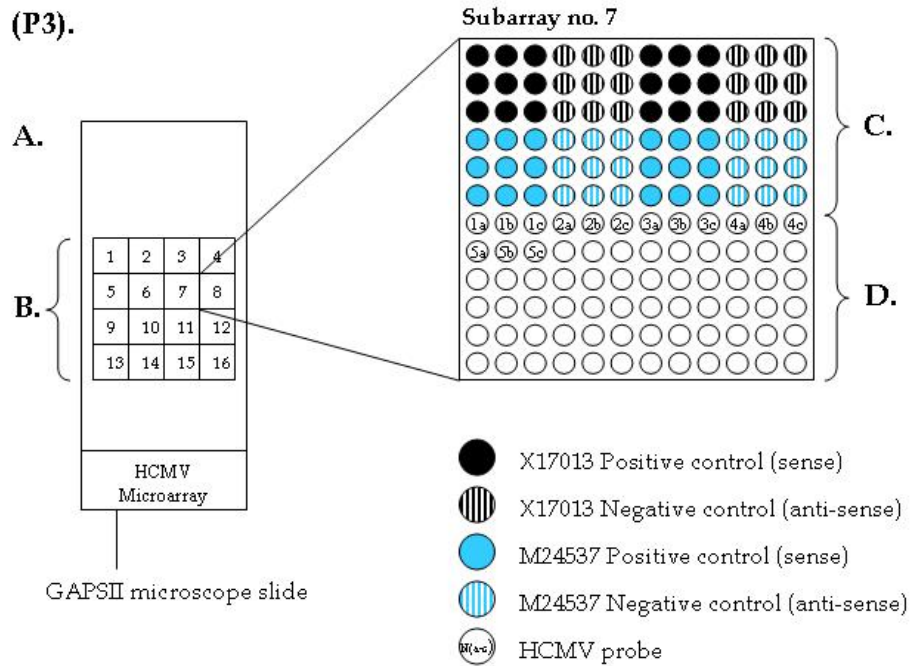 (P3).
Subarray no. 7
A.
C.
B.
1 2 3 4
5 6 7 8
9 10 11 12
13 14 15 16
1a 1b 1c 2a 2b 2c 3a 3b 3c 4a 4b 4c
5a 5b 5c
D.
HCMV
Microarray
GAPSII microscope slide
X17013 Positive control (sense)
X17013 Negative control (anti-sense)
M24537 Positive control (sense)
M24537 Negative control (anti-sense)
N(a-c) HCMV probe